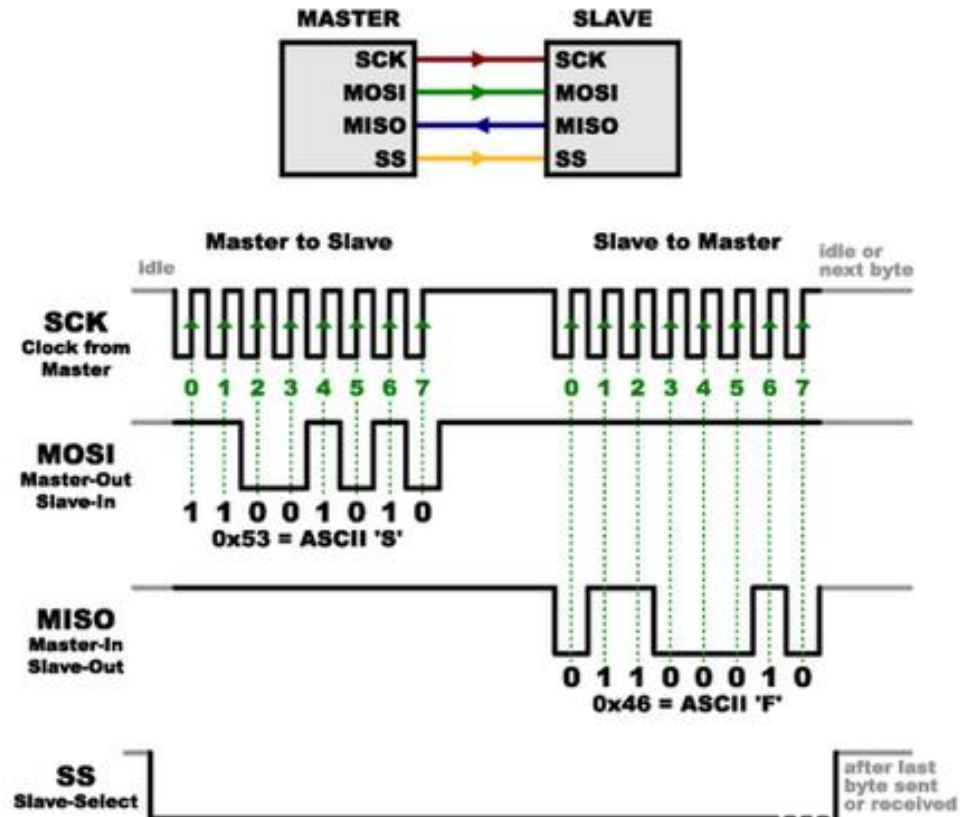 MASTER SLAVE
SCK SCK
MOSI MOSI
MISO MISO
SS SS
Master to Slave Slave to Master
Idle
idle or
next byte
SCK
Clock from
Master
0 1 2 3 4 5 6 7 0 1 2 3 4 5 6 7
MOSI
Master-Out
Slave-In
1 1 0 0 1 0 1 0
0x53 = ASCII 'S'
MISO
Master-In
Slave-Out
0 1 1 0 0 0 1 0
0x46 = ASCII 'F'
SS
Slave-Select
after last
byte sent
or received